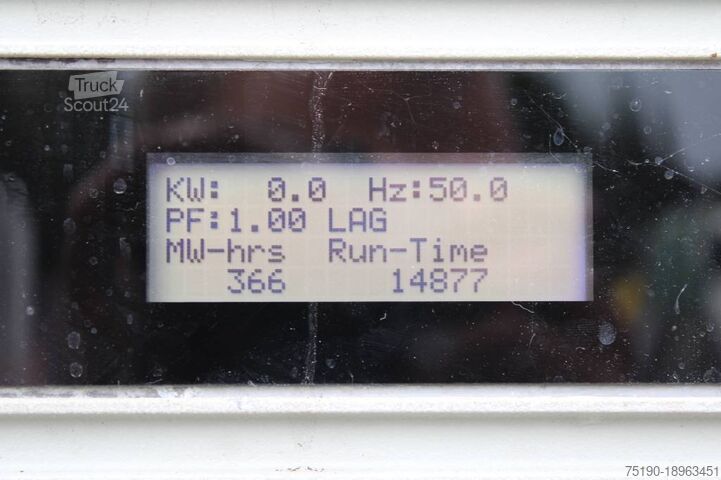 Truck
Scout24
KW:  0.0  Hz:50.0
PF:1.00 LAG
MW-hrs  Run-Time
366  14877
75190-18963451